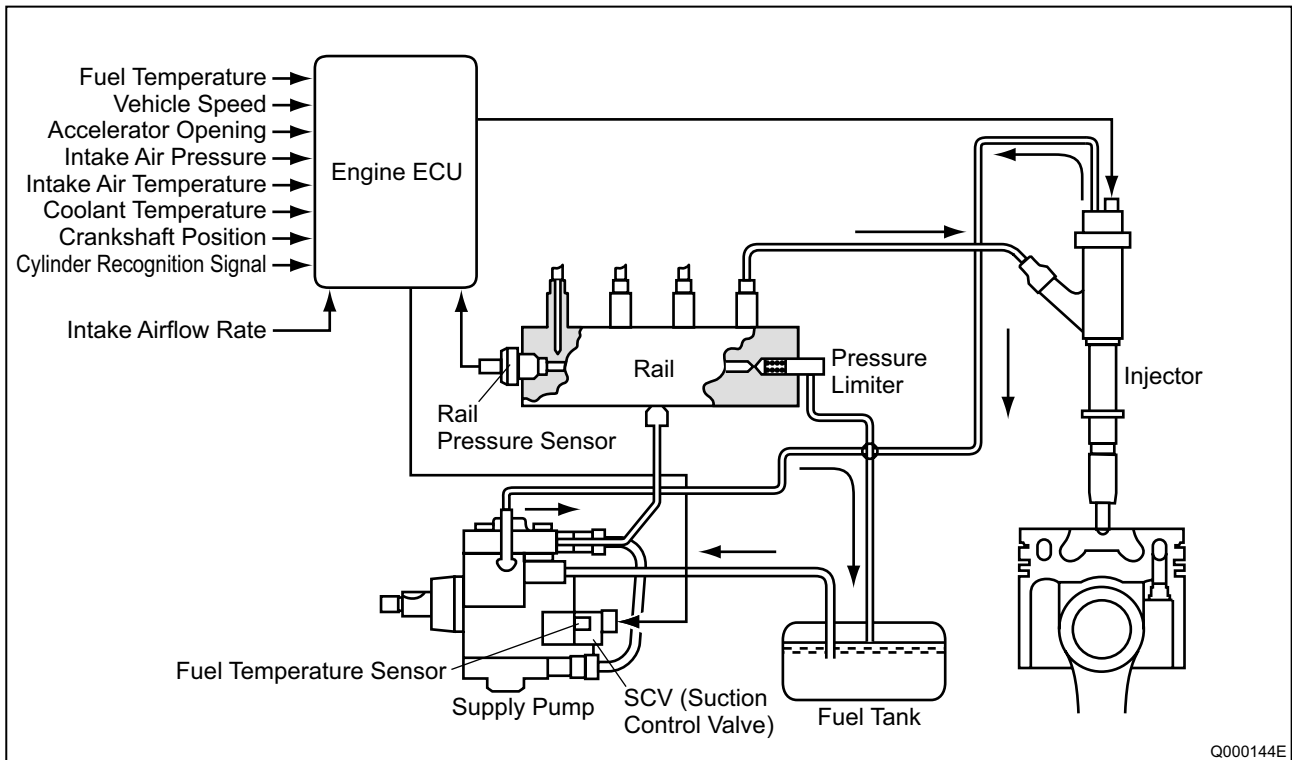 Fuel Temperature
Vehicle Speed
Accelerator Opening
Intake Air Pressure
Intake Air Temperature
Coolant Temperature
Crankshaft Position
Cylinder Recognition Signal
Intake Airflow Rate
Engine ECU
Rail
Pressure
Limiter
Rail
Pressure Sensor
Injector
Fuel Temperature Sensor
Supply Pump
SCV (Suction
Control Valve)
Fuel Tank
Q000144E